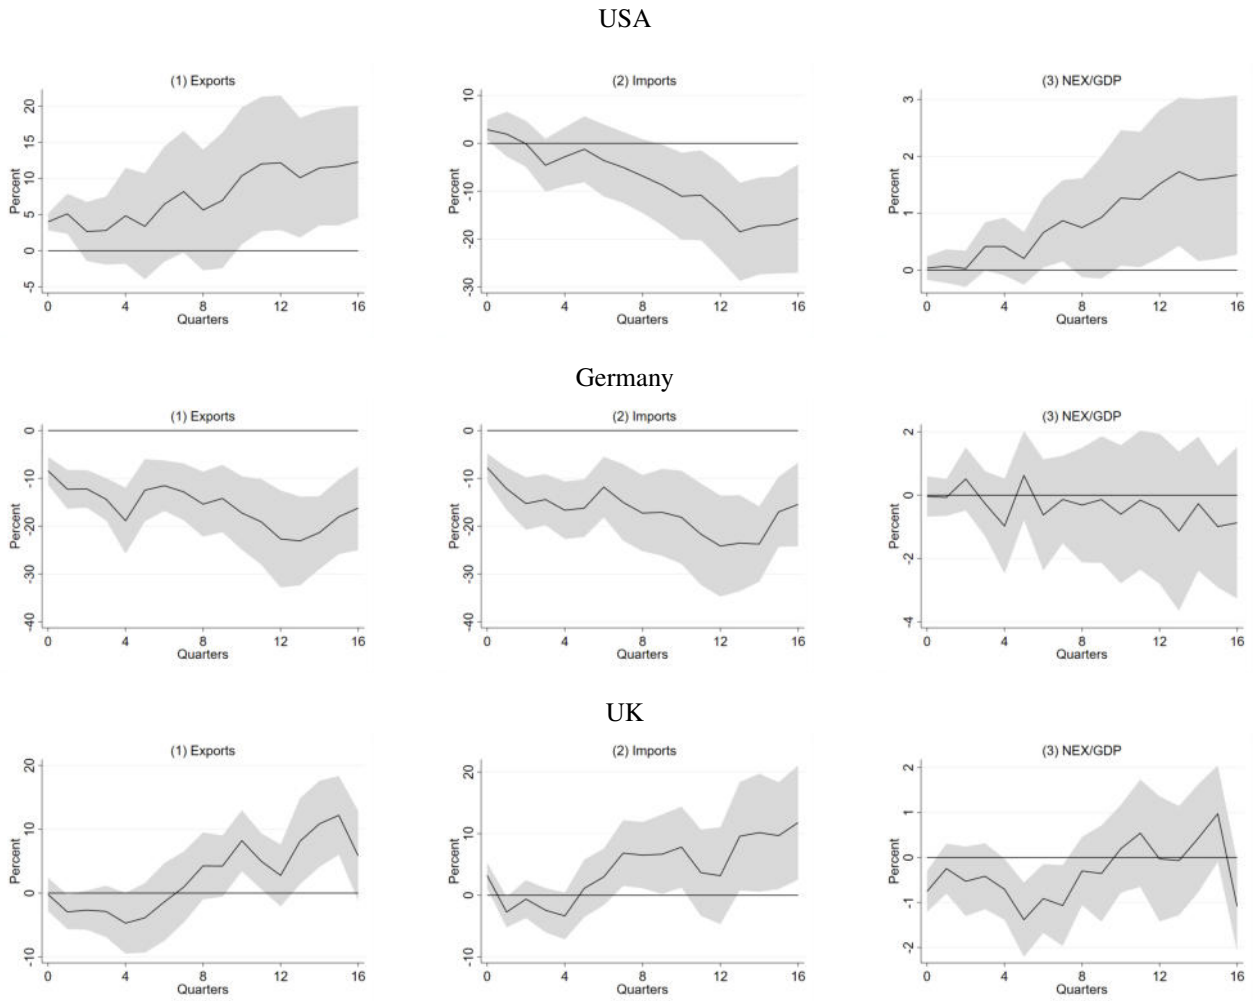 USA
(1) Exports
Percent
20
15
10
5
0
-5
0 4 8 12 16
Quarters
(2) Imports
Percent
10
0
-10
-20
-30
0 4 8 12 16
Quarters
(3) NEX/GDP
Percent
3
2
1
0
0 4 8 12 16
Quarters
Germany
(1) Exports
Percent
0
-10
-20
-30
-40
0 4 8 12 16
Quarters
(2) Imports
Percent
0
-10
-20
-30
-40
0 4 8 12 16
Quarters
(3) NEX/GDP
Percent
2
0
-2
-4
0 4 8 12 16
Quarters
UK
(1) Exports
Percent
20
10
0
-10
0 4 8 12 16
Quarters
(2) Imports
Percent
20
10
0
-10
0 4 8 12 16
Quarters
(3) NEX/GDP
Percent
2
1
0
-1
-2
0 4 8 12 16
Quarters